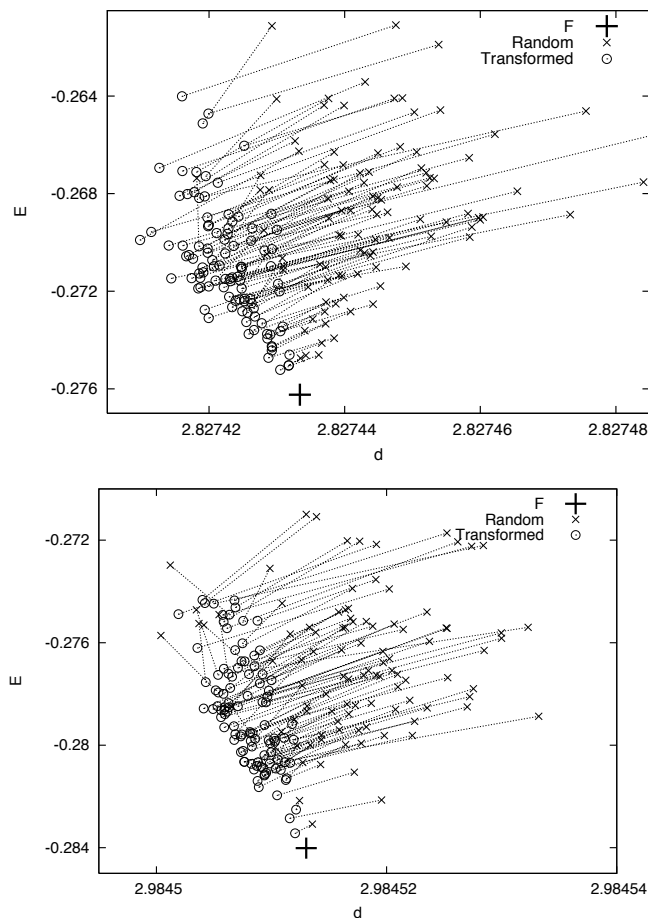 F
Random
Transformed
-0.264
-0.268
E
-0.272
-0.276
2.82742
2.82744
2.82746
2.82748
d
F
Random
Transformed
-0.272
-0.276
E
-0.28
-0.284
2.9845
2.98452
2.98454
d